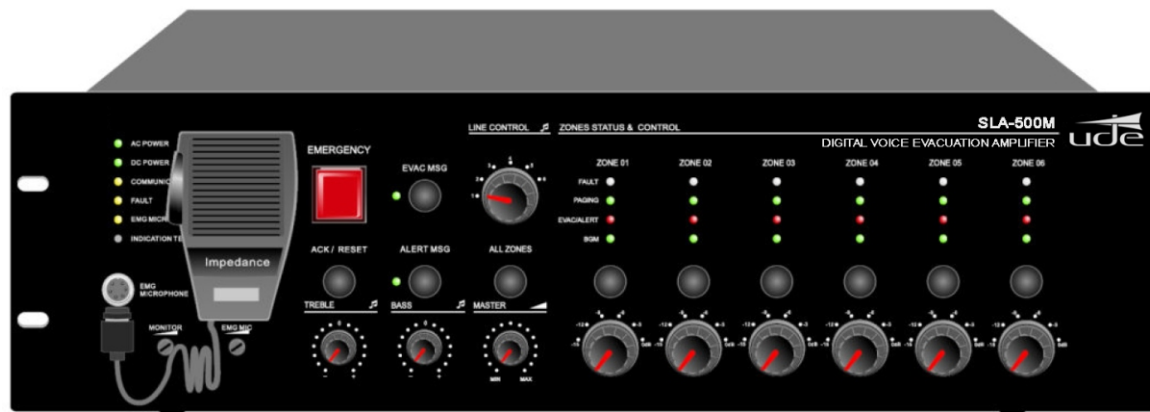 SLA-500M
ude
DIGITAL VOICE EVACUATION AMPLIFIER
LINE CONTROL
ZONES STATUS & CONTROL
AC POWER
DC POWER
FAULT
INDICATION
EMERGENCY
EVAC MSG
ZONE 01
ZONE 02
ZONE 03
ZONE 04
ZONE 05
ZONE 06
FAULT
PAGING
EVAC/ALERT
BGM
Impedance
ACK / RESET
ALERT MSG
ALL ZONES
EMG
MICROPHONE
MONITOR
EMG MIC
TREBLE
BASS
MASTER
MIN
MAX